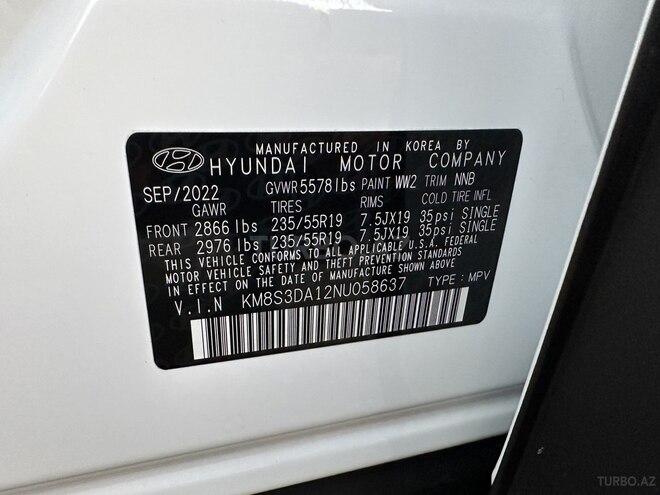 MANUFACTURED IN KOREA BY
HYUNDAI MOTOR COMPANY
SEP/2022 GVWR 5578lbs PAINT WW2 TRIM NNB
GAWR TIRES RIMS COLD TIRE INFL
FRONT 2866 lbs 235/55R19 7.5JX19 35psi SINGLE
REAR 2976 lbs 235/55R19 7.5JX19 35psi SINGLE
THIS VEHICLE CONFORMS TO ALL APPLICABLE U.S.A. FEDERAL
MOTOR VEHICLE SAFETY AND THEFT PREVENTION STANDARDS
IN EFFECT ON THE DATE OF MANUFACTURE SHOWN ABOVE.
V.I.N KM8S3DA12NU058637 TYPE : MPV
TURBO.AZ